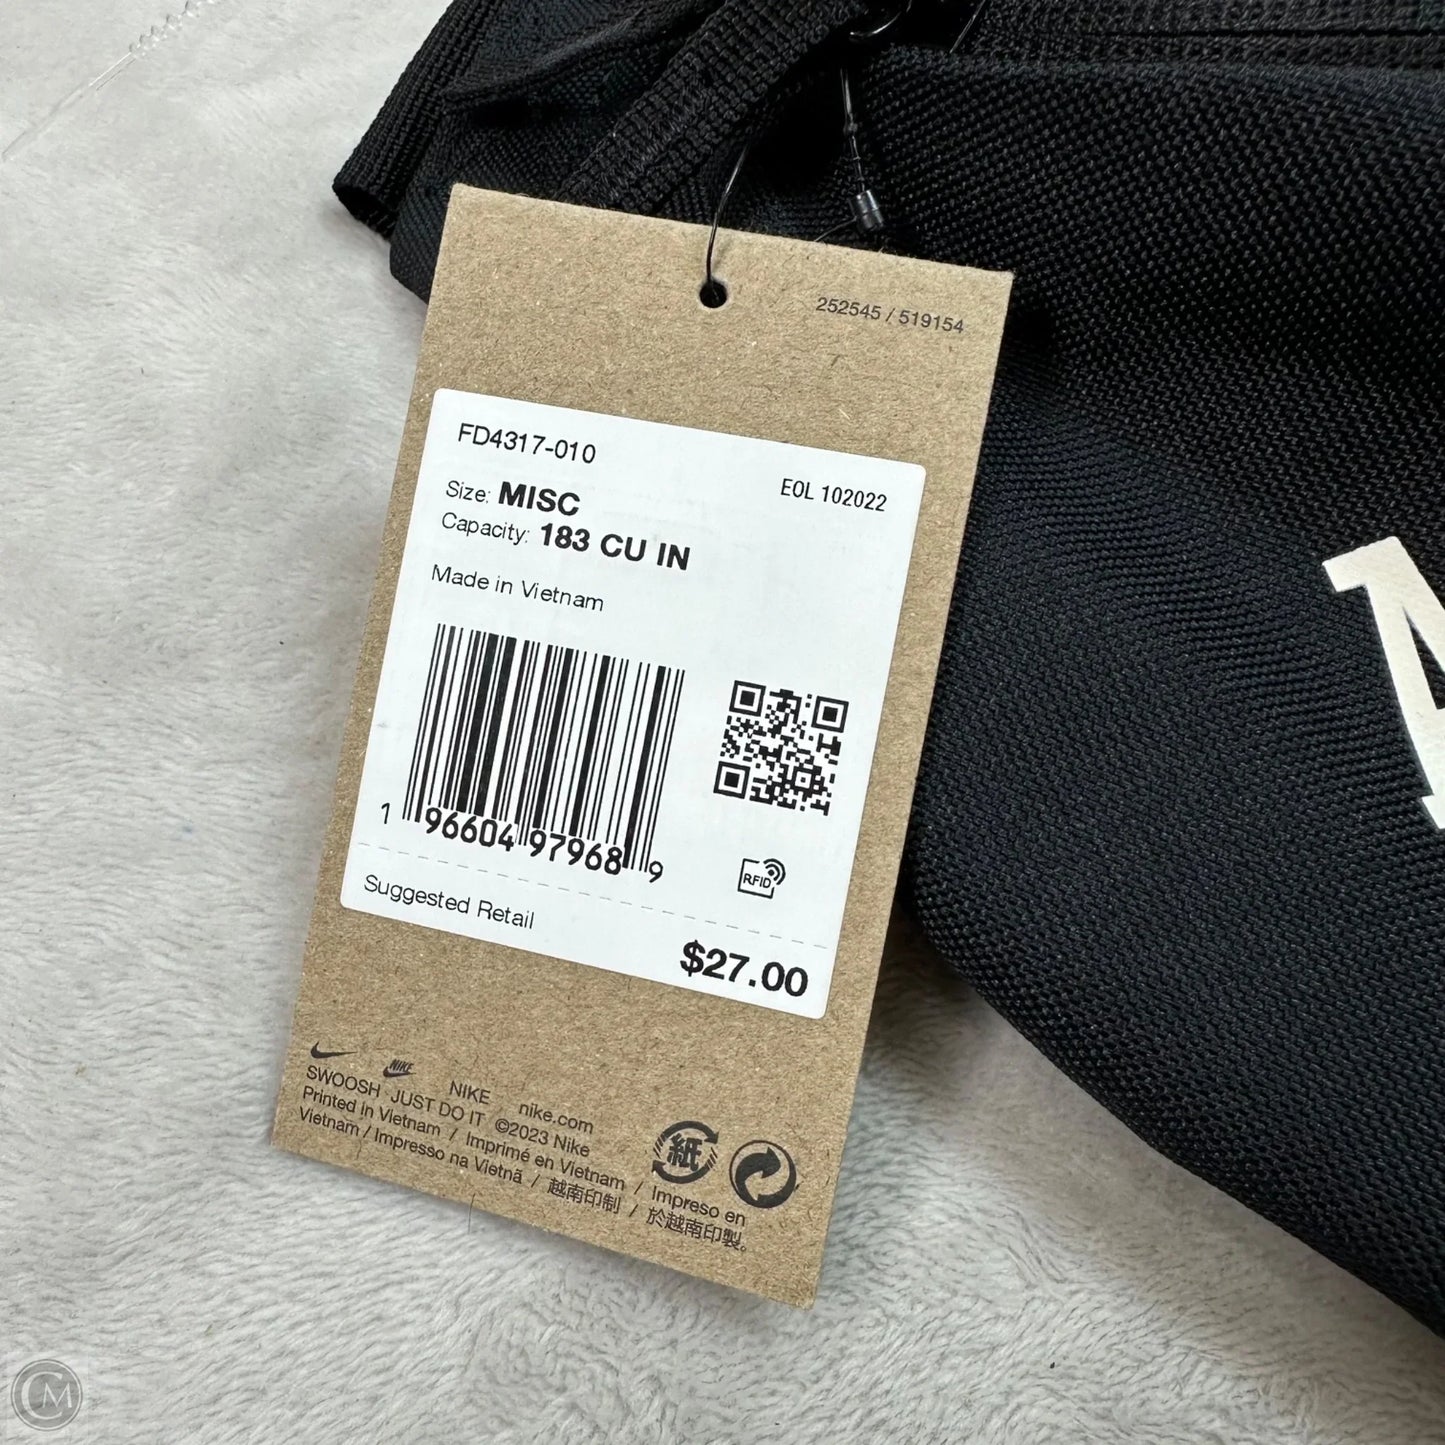 252545 / 519154
FD4317-010
EOL 102022
Size: MISC
Capacity: 183 CU IN
Made in Vietnam
1 96604 97968 9
RFID
Suggested Retail
$27.00
NIKE
SWOOSH · JUST DO IT NIKE nike.com
Printed in Vietnam / Imprimé en Vietnam / Impreso en
©2023 Nike
Vietnam / Impresso na Vietnã / 越南印制 / 於越南印製。
紙
CM